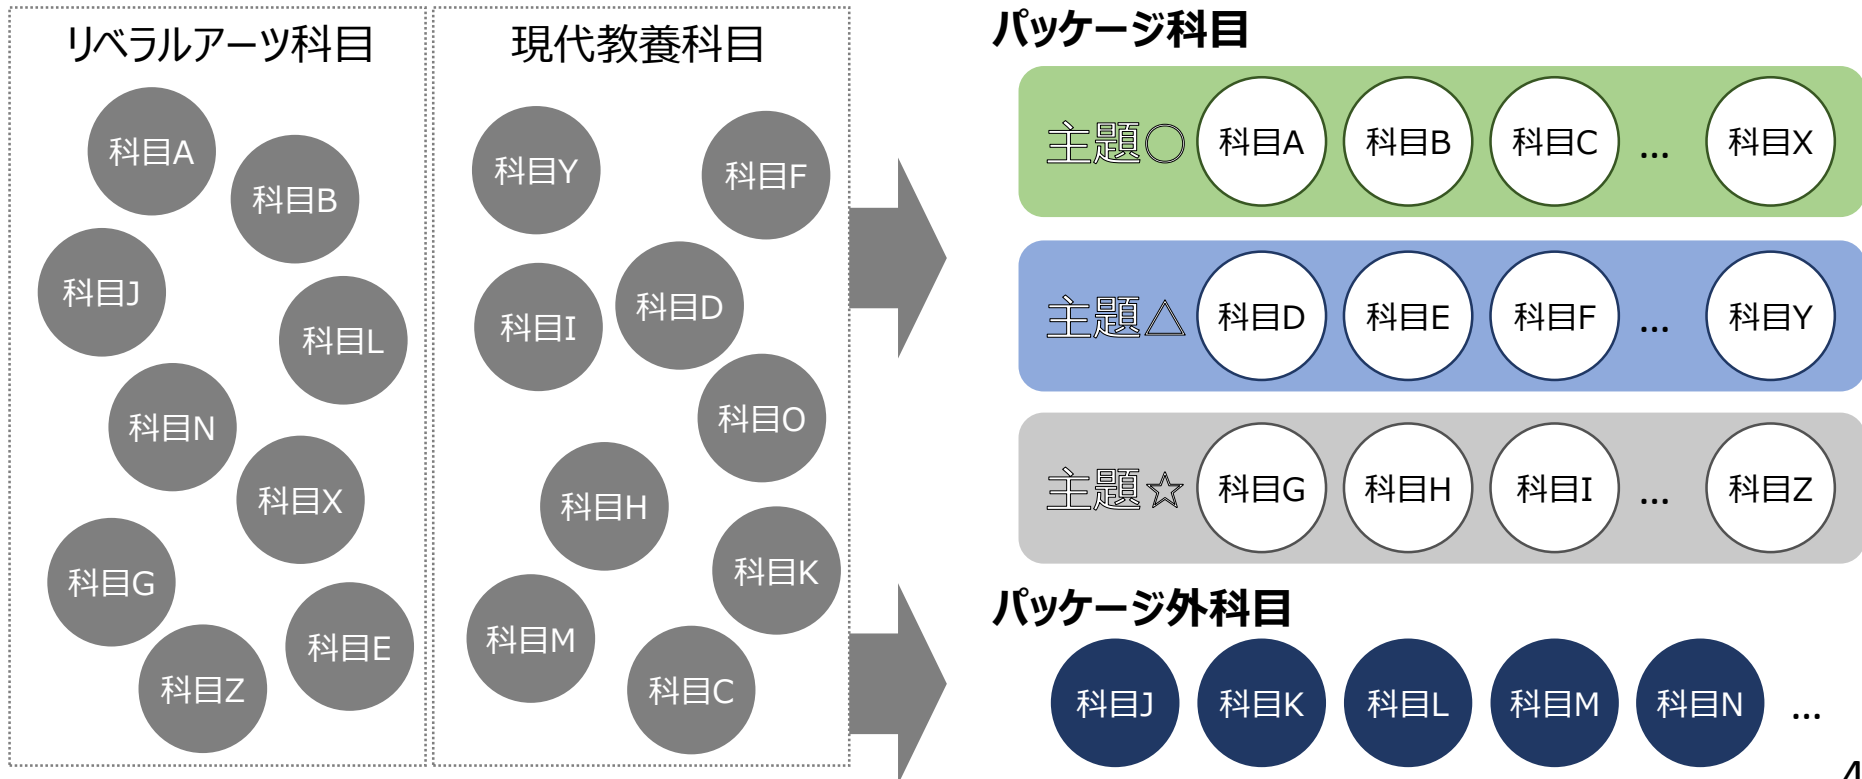 リベラルアーツ科目
科目A
科目B
科目J
科目L
科目N
科目X
科目G
科目E
科目Z
現代教養科目
科目Y
科目F
科目D
科目I
科目O
科目H
科目K
科目M
科目C
パッケージ科目
主題○ 科目A 科目B 科目C … 科目X
主題△ 科目D 科目E 科目F … 科目Y
主題☆ 科目G 科目H 科目I … 科目Z
パッケージ外科目
科目J 科目K 科目L 科目M 科目N …
4